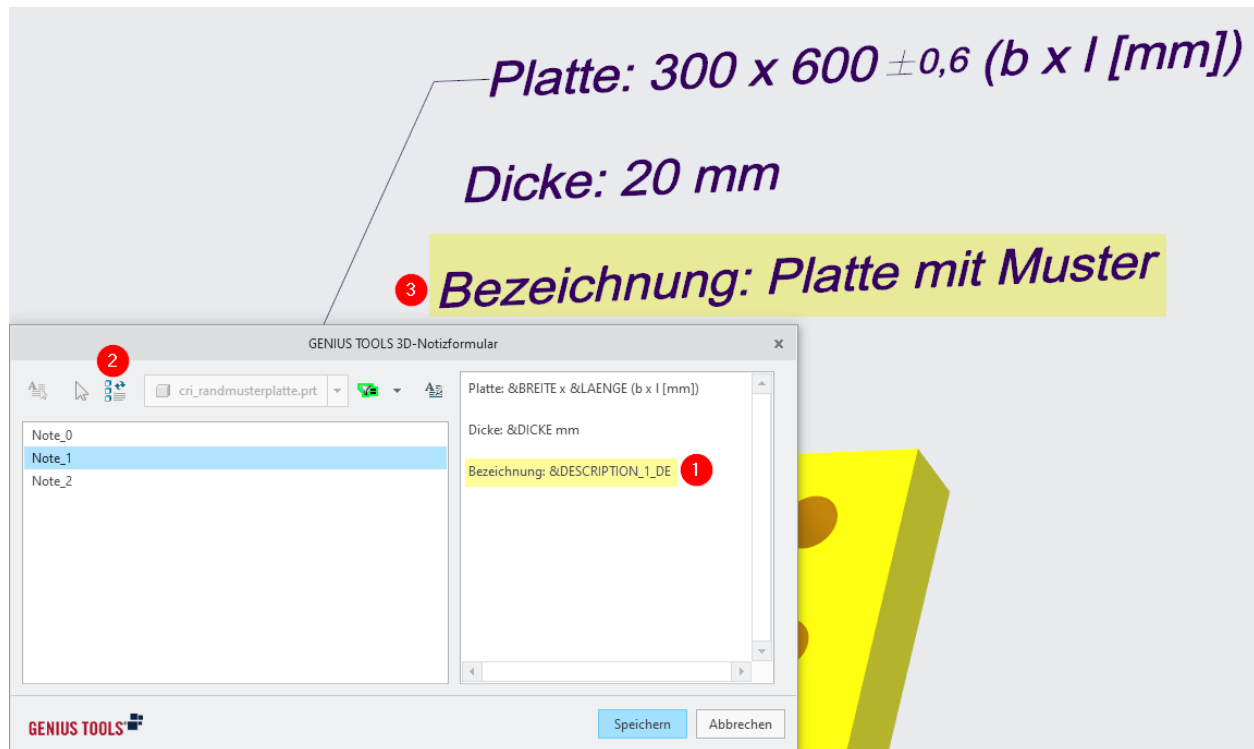 Platte: 300 x 600 ±0,6 (b x l [mm])
Dicke: 20 mm
3
Bezeichnung: Platte mit Muster
GENIUS TOOLS 3D-Notizformular
x
2
cri_randmusterplatte.prt
Note_0
Note_1
Note_2
Platte: &BREITE x &LAENGE (b x l [mm])
Dicke: &DICKE mm
Bezeichnung: &DESCRIPTION_1_DE
1
GENIUS TOOLS
Speichern
Abbrechen